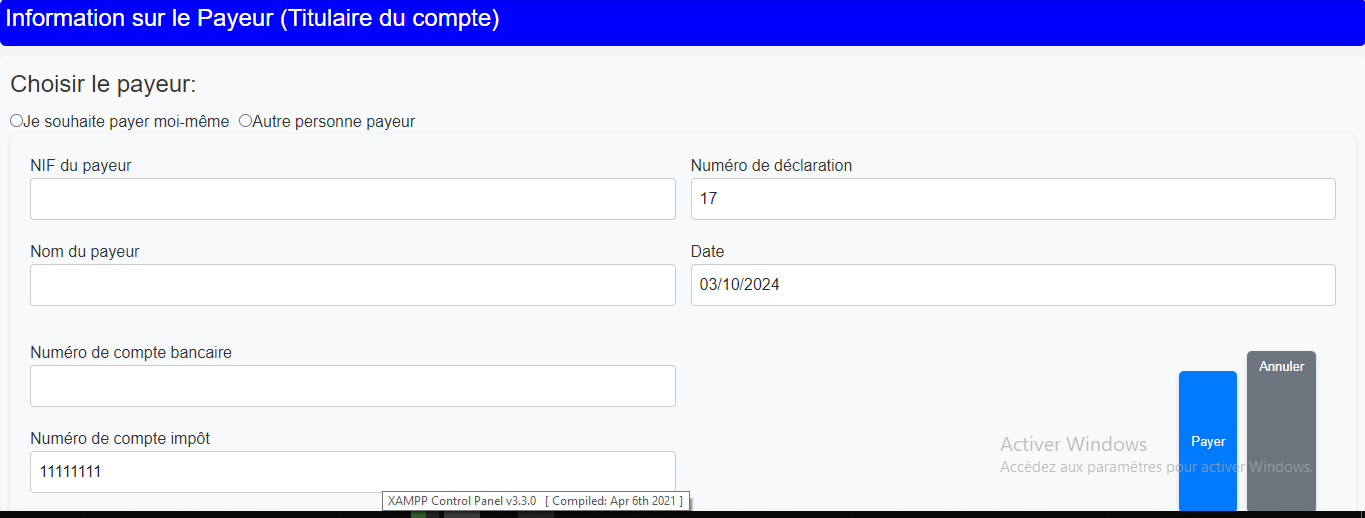 Information sur le Payeur (Titulaire du compte)
Choisir le payeur:
Je souhaite payer moi-même Autre personne payeur
NIF du payeur
Numéro de déclaration
17
Nom du payeur
Date
03/10/2024
Numéro de compte bancaire
Annuler
Numéro de compte impôt
11111111
Payer
Activer Windows
Accédez aux paramètres pour activer Windows.
XAMPP Control Panel v3.3.0 [ Compiled: Apr 6th 2021 ]